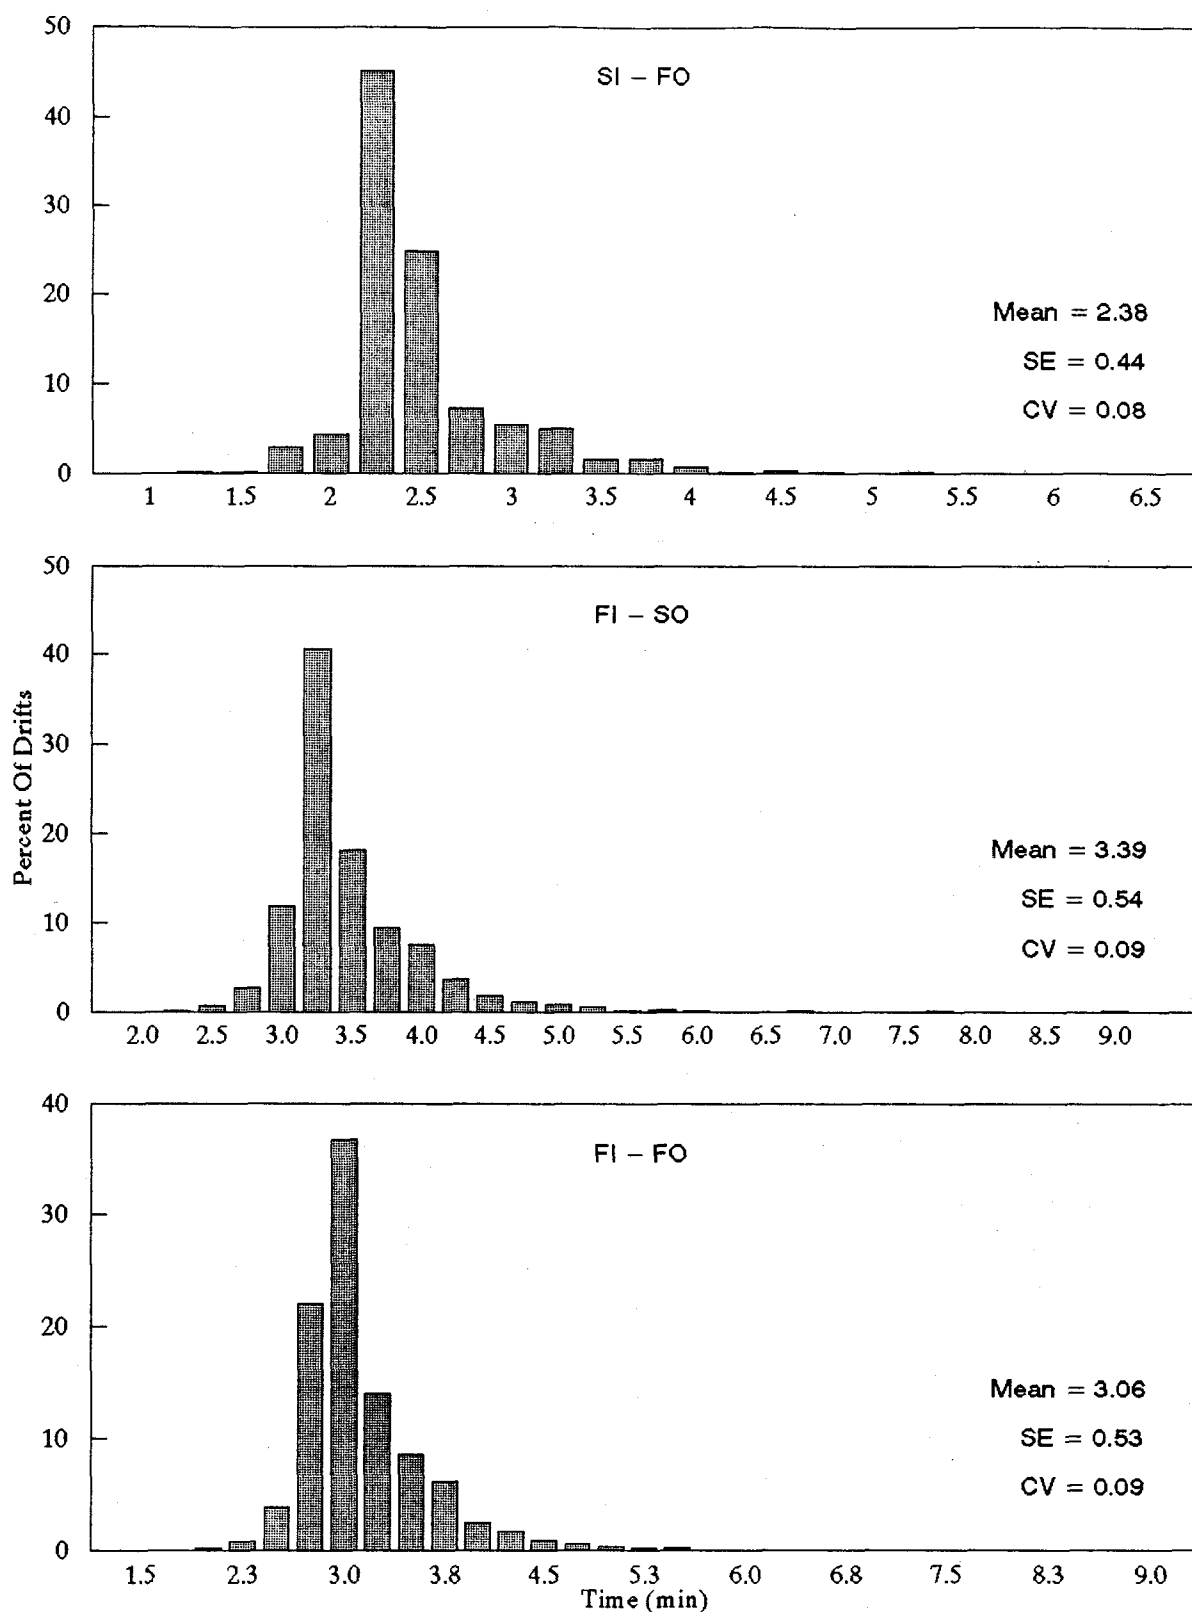 50
SI – FO
40
30
20
Mean = 2.38
SE = 0.44
10
CV = 0.08
0
1 1.5 2 2.5 3 3.5 4 4.5 5 5.5 6 6.5
50
FI – SO
40
Percent Of Drifts
30
20
Mean = 3.39
SE = 0.54
10
CV = 0.09
0
2.0 2.5 3.0 3.5 4.0 4.5 5.0 5.5 6.0 6.5 7.0 7.5 8.0 8.5 9.0
40
FI – FO
30
20
Mean = 3.06
SE = 0.53
10
CV = 0.09
0
1.5 2.3 3.0 3.8 4.5 5.3 6.0 6.8 7.5 8.3 9.0
Time (min)